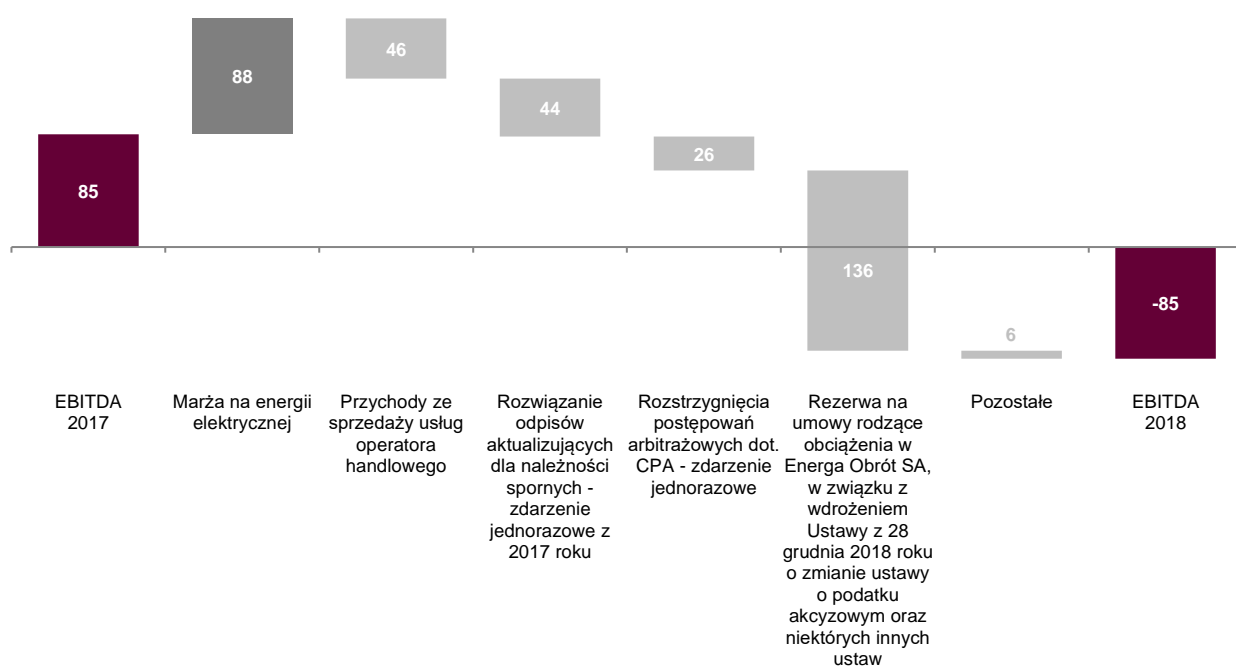 46
88
44
26
85
136
-85
6
EBITDA
2017
Marża na energii
elektrycznej
Przychody ze
sprzedaży usług
operatora
handlowego
Rozwiązanie
odpisów
aktualizujących
dla należności
spornych -
zdarzenie
jednorazowe z
2017 roku
Rozstrzygnięcia
postępowań
arbitrażowych dot.
CPA - zdarzenie
jednorazowe
Rezerwa na
umowy rodzące
obciążenia w
Energa Obrót SA,
w związku z
wdrożeniem
Ustawy z 28
grudnia 2018 roku
o zmianie ustawy
o podatku
akcyzowym oraz
niektórych innych
ustaw
Pozostałe
EBITDA
2018